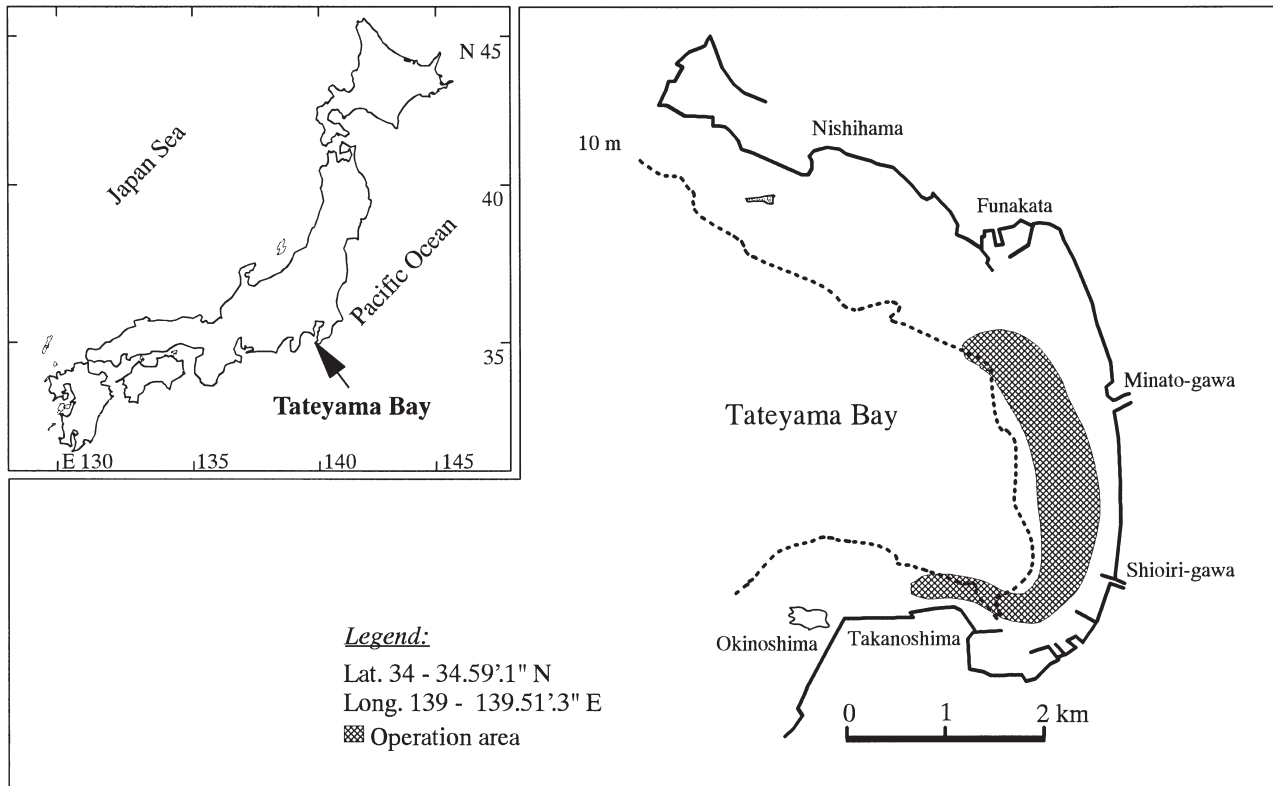 N 45
Japan Sea
40
Pacific Ocean
35
Tateyama Bay
E 130
135
140
145
10 m
Nishihama
Funakata
Minato-gawa
Tateyama Bay
Shioiri-gawa
Okinoshima
Takanoshima
0 1 2 km
Legend:
Lat. 34 - 34.59'.1" N
Long. 139 - 139.51'.3" E
Operation area